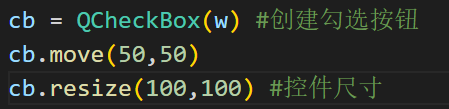 cb = QCheckBox(w) #创建勾选按钮
cb.move(50,50)
cb.resize(100,100) #控件尺寸